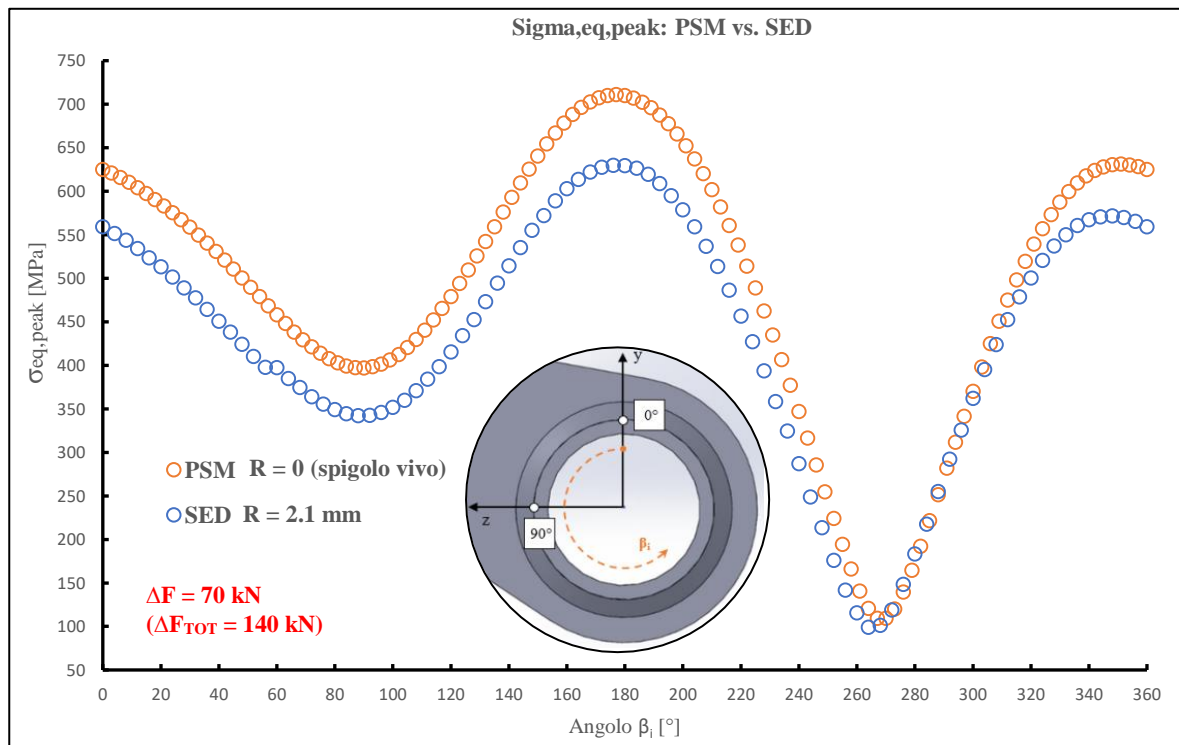 Sigma,eq,peak: PSM vs. SED
750
700
650
600
550
500
450
400
350
300
250
200
150
100
50
σeq,peak [MPa]
y
0°
z
90°
βi
PSM R = 0 (spigolo vivo)
SED R = 2.1 mm
ΔF = 70 kN
(ΔFTOT = 140 kN)
0 20 40 60 80 100 120 140 160 180 200 220 240 260 280 300 320 340 360
Angolo βi [°]